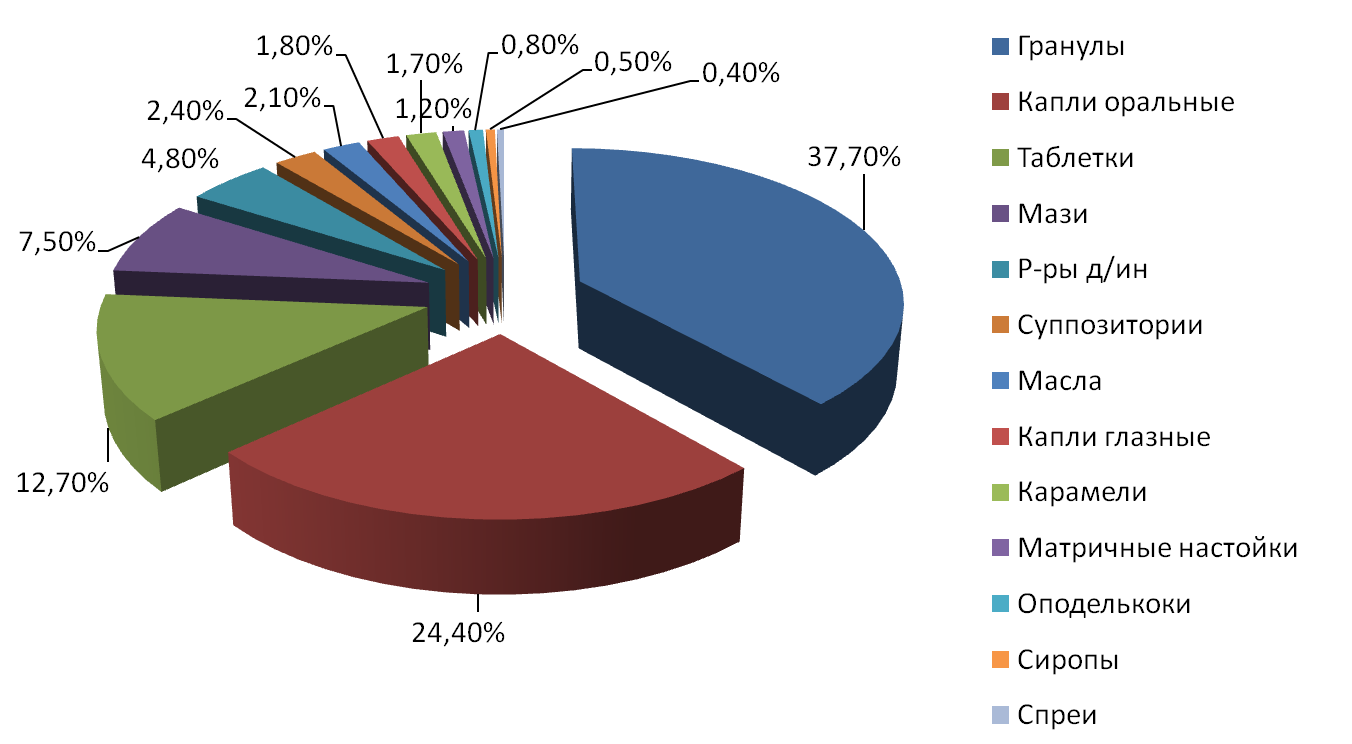 0,80%
1,80%
0,50%
1,70%
0,40%
2,10%
2,40%
1,20%
4,80%
37,70%
7,50%
12,70%
24,40%
Гранулы
Капли оральные
Таблетки
Мази
Р-ры д/ин
Суппозитории
Масла
Капли глазные
Карамели
Матричные настойки
Оподелькоки
Сиропы
Спреи